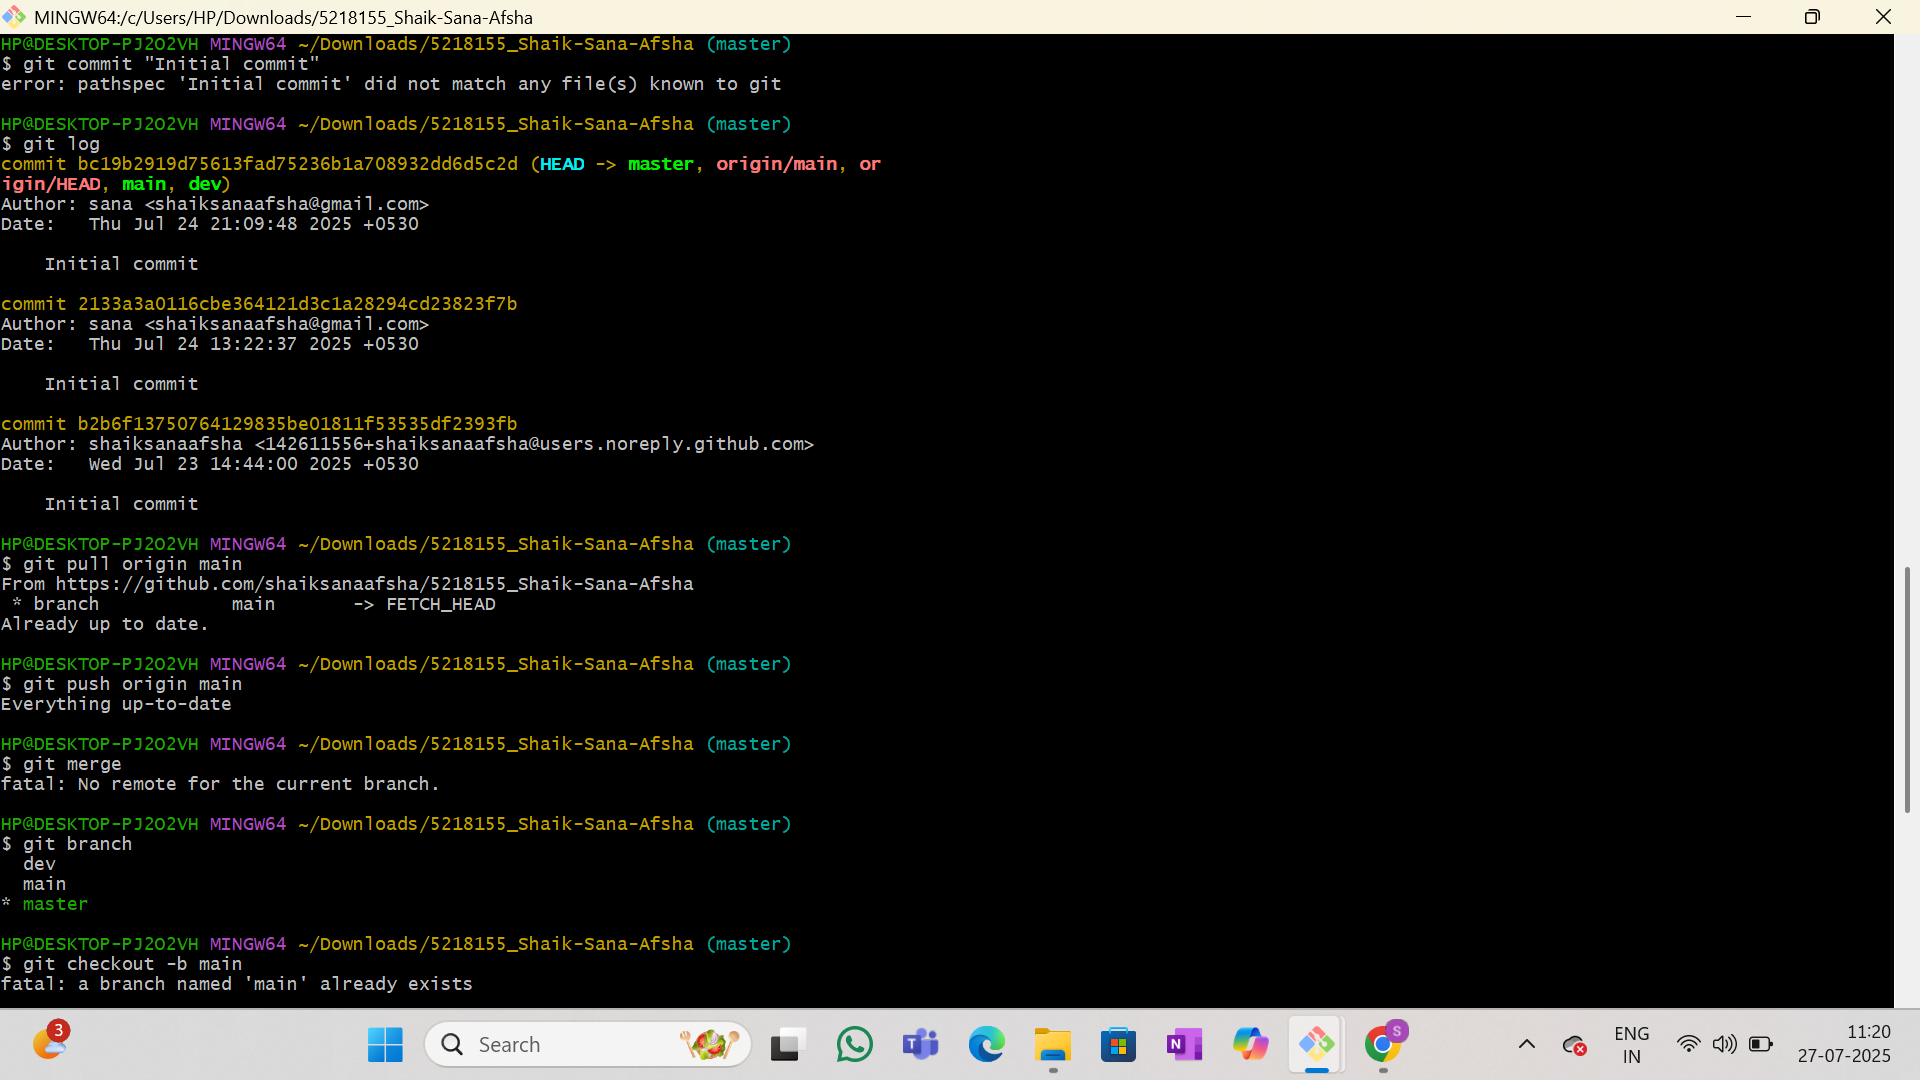 MINGW64:/c/Users/HP/Downloads/5218155_Shaik-Sana-Afsha
HP@DESKTOP-PJ2O2VH MINGW64 ~/Downloads/5218155_Shaik-Sana-Afsha (master)
$ git commit "Initial commit"
error: pathspec 'Initial commit' did not match any file(s) known to git
HP@DESKTOP-PJ2O2VH MINGW64 ~/Downloads/5218155_Shaik-Sana-Afsha (master)
$ git log
commit bc19b2919d75613fad75236b1a708932dd6d5c2d (HEAD -> master, origin/main, or
igin/HEAD, main, dev)
Author: sana <shaiksanaafsha@gmail.com>
Date:   Thu Jul 24 21:09:48 2025 +0530
Initial commit
commit 2133a3a0116cbe364121d3c1a28294cd23823f7b
Author: sana <shaiksanaafsha@gmail.com>
Date:   Thu Jul 24 13:22:37 2025 +0530
Initial commit
commit b2b6f13750764129835be01811f53535df2393fb
Author: shaiksanaafsha <142611556+shaiksanaafsha@users.noreply.github.com>
Date:   Wed Jul 23 14:44:00 2025 +0530
Initial commit
HP@DESKTOP-PJ2O2VH MINGW64 ~/Downloads/5218155_Shaik-Sana-Afsha (master)
$ git pull origin main
From https://github.com/shaiksanaafsha/5218155_Shaik-Sana-Afsha
* branch            main       -> FETCH_HEAD
Already up to date.
HP@DESKTOP-PJ2O2VH MINGW64 ~/Downloads/5218155_Shaik-Sana-Afsha (master)
$ git push origin main
Everything up-to-date
HP@DESKTOP-PJ2O2VH MINGW64 ~/Downloads/5218155_Shaik-Sana-Afsha (master)
$ git merge
fatal: No remote for the current branch.
HP@DESKTOP-PJ2O2VH MINGW64 ~/Downloads/5218155_Shaik-Sana-Afsha (master)
$ git branch
dev
main
* master
HP@DESKTOP-PJ2O2VH MINGW64 ~/Downloads/5218155_Shaik-Sana-Afsha (master)
$ git checkout -b main
fatal: a branch named 'main' already exists
3
Search
T
N
S
ENG
IN
11:20
27-07-2025